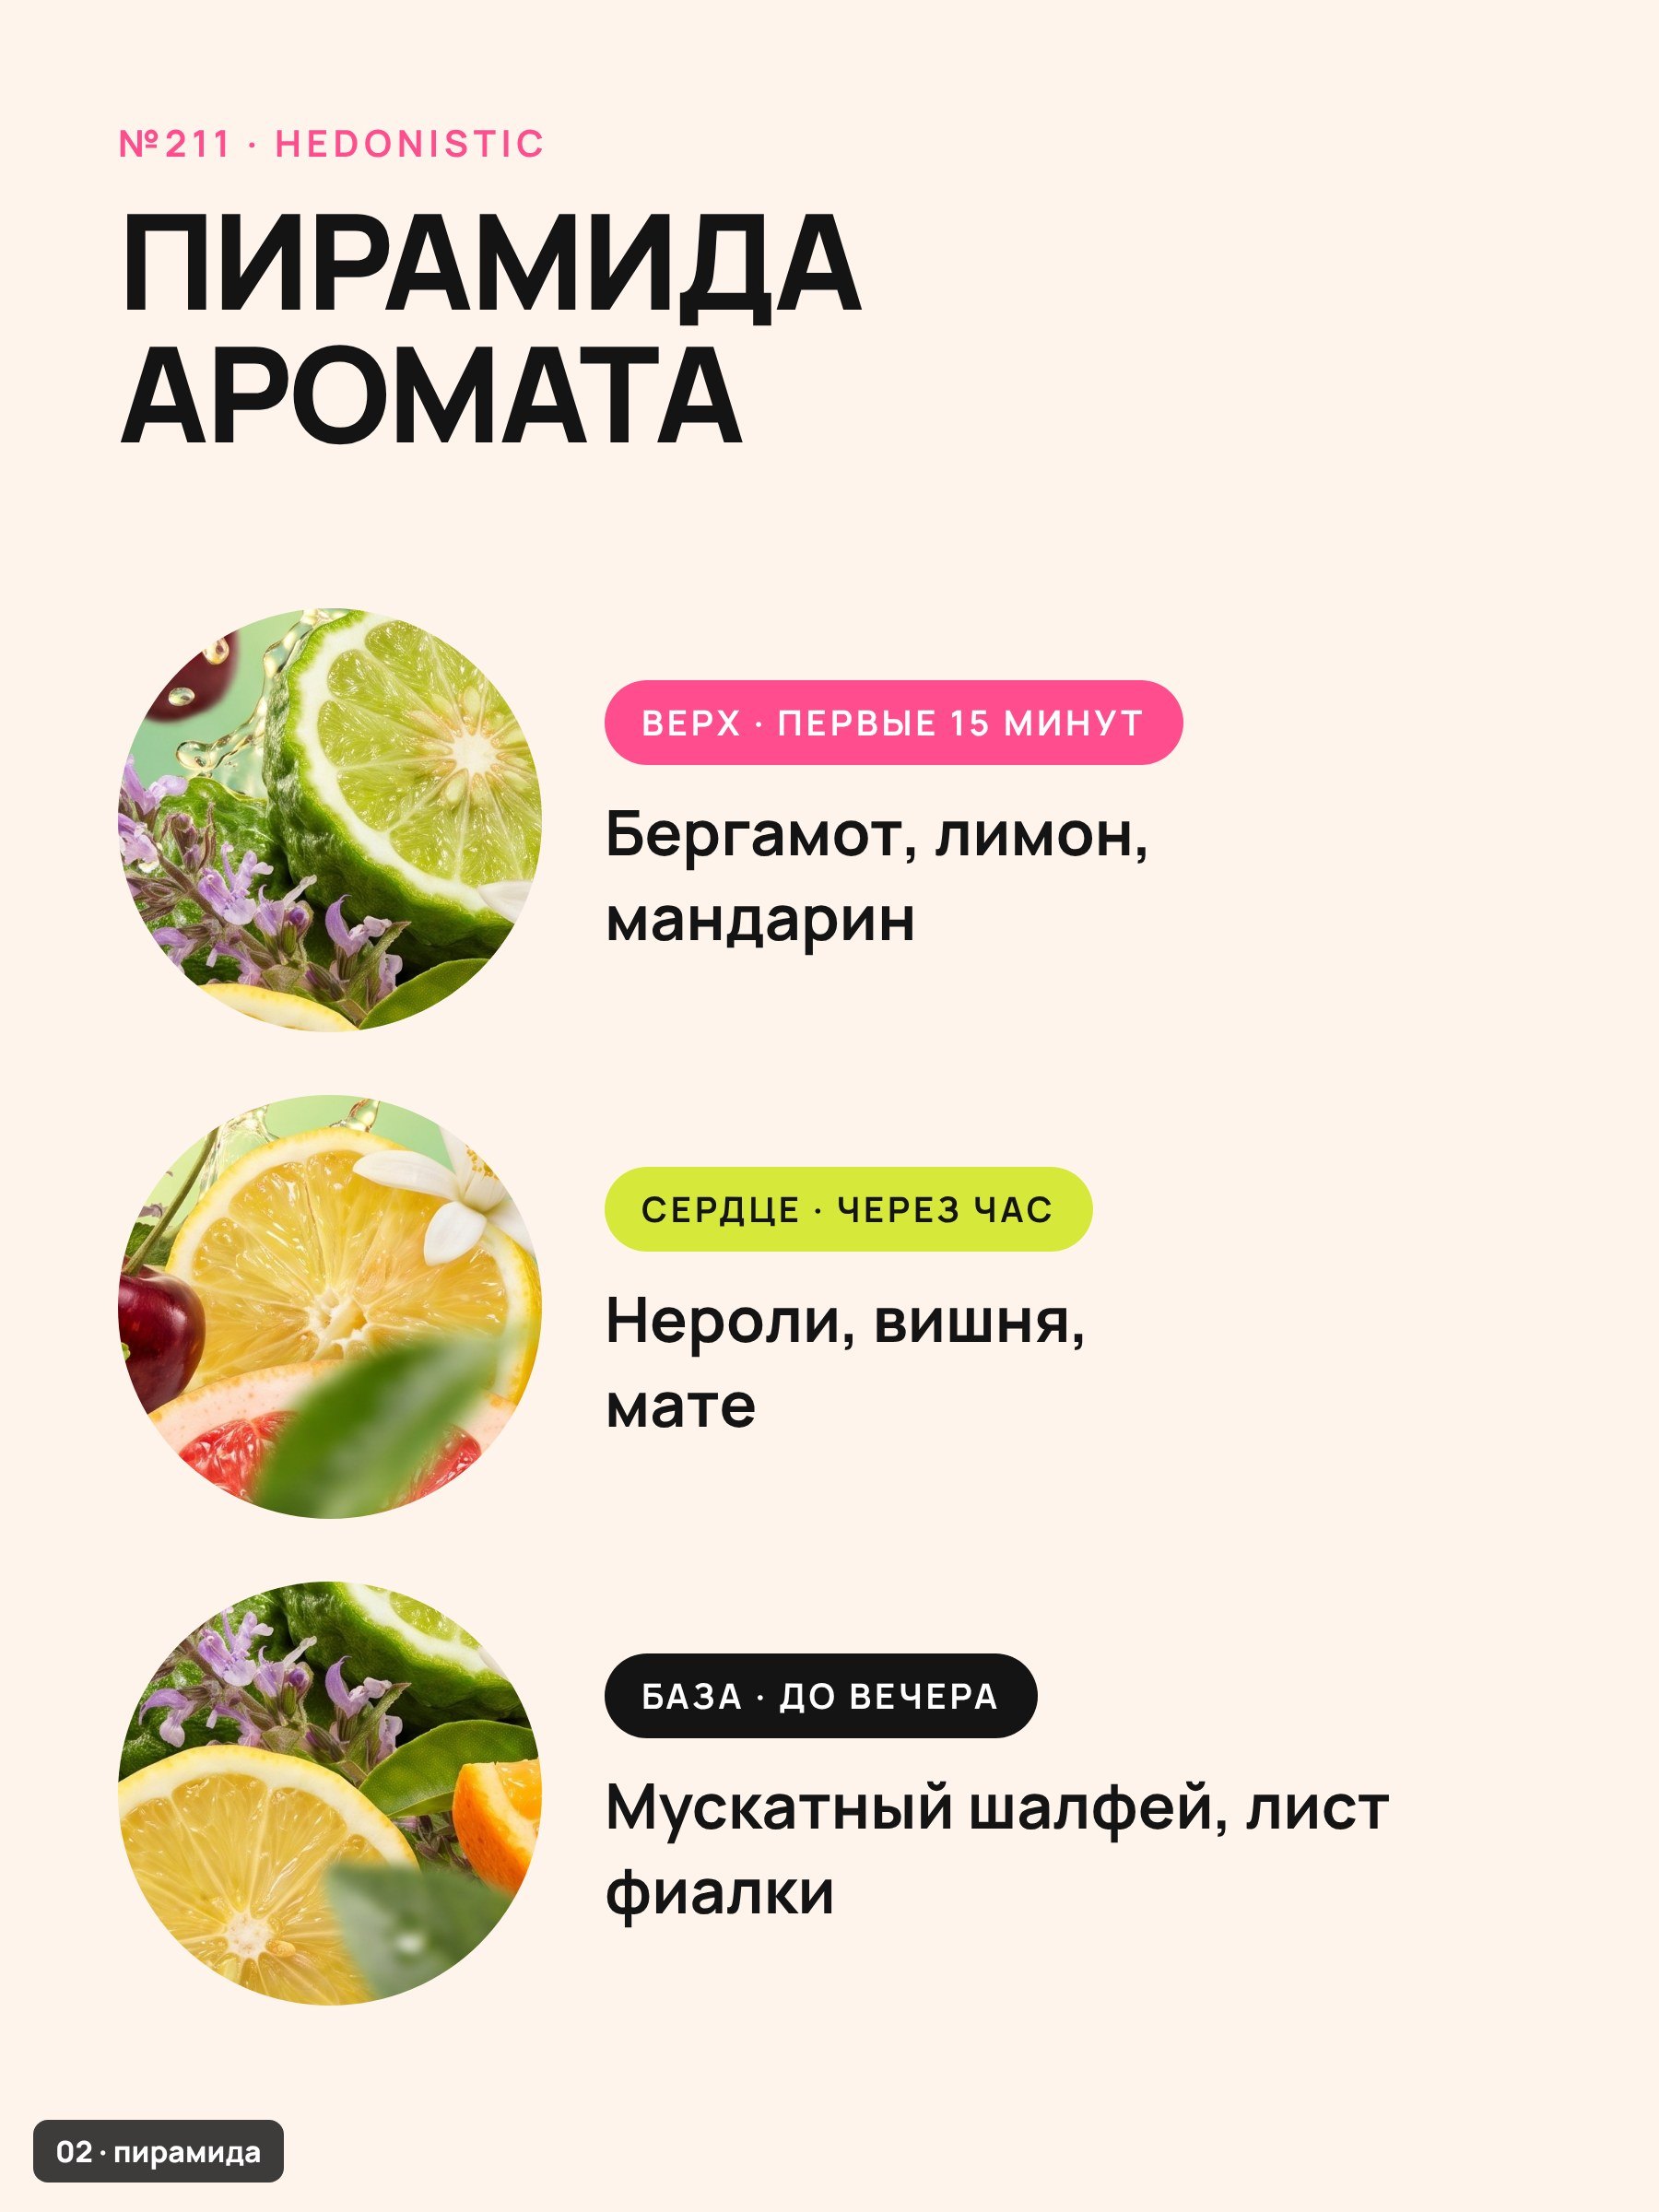 №211 · HEDONISTIC
ПИРАМИДА
АРОМАТА
ВЕРХ · ПЕРВЫЕ 15 МИНУТ
Бергамот, лимон,
мандарин
СЕРДЦЕ · ЧЕРЕЗ ЧАС
Нероли, вишня,
мате
БАЗА · ДО ВЕЧЕРА
Мускатный шалфей, лист
фиалки
02 · пирамида